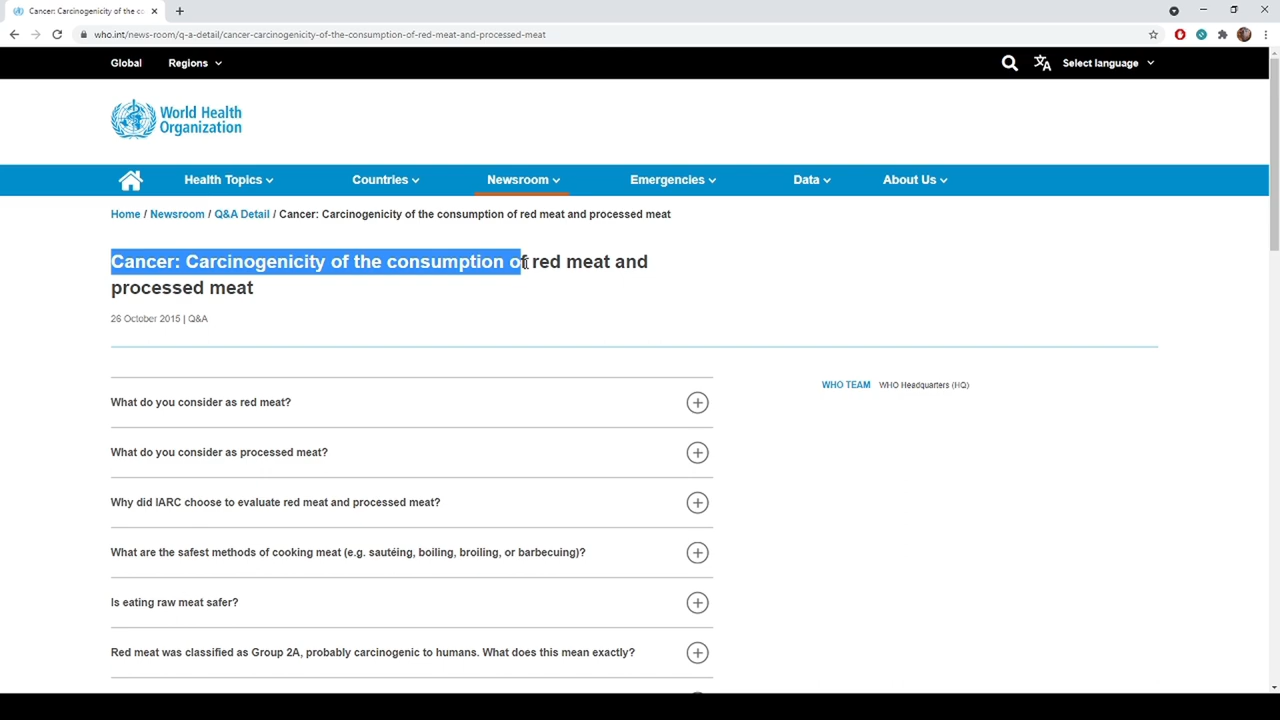 Cancer: Carcinogenicity of the co
who.int/news-room/q-a-detail/cancer-carcinogenicity-of-the-consumption-of-red-meat-and-processed-meat
Global Regions Select language
World Health
Organization
Health Topics Countries Newsroom Emergencies Data About Us
Home / Newsroom / Q&A Detail / Cancer: Carcinogenicity of the consumption of red meat and processed meat
Cancer: Carcinogenicity of the consumption of red meat and
processed meat
26 October 2015 | Q&A
WHO TEAM WHO Headquarters (HQ)
What do you consider as red meat?
What do you consider as processed meat?
Why did IARC choose to evaluate red meat and processed meat?
What are the safest methods of cooking meat (e.g. sautéing, boiling, broiling, or barbecuing)?
Is eating raw meat safer?
Red meat was classified as Group 2A, probably carcinogenic to humans. What does this mean exactly?